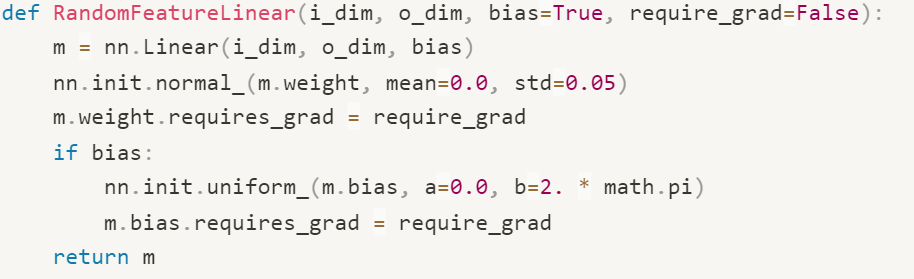 def RandomFeatureLinear(i_dim, o_dim, bias=True, require_grad=False):
    m = nn.Linear(i_dim, o_dim, bias)
    nn.init.normal_(m.weight, mean=0.0, std=0.05)
    m.weight.requires_grad = require_grad
    if bias:
        nn.init.uniform_(m.bias, a=0.0, b=2. * math.pi)
        m.bias.requires_grad = require_grad
    return m